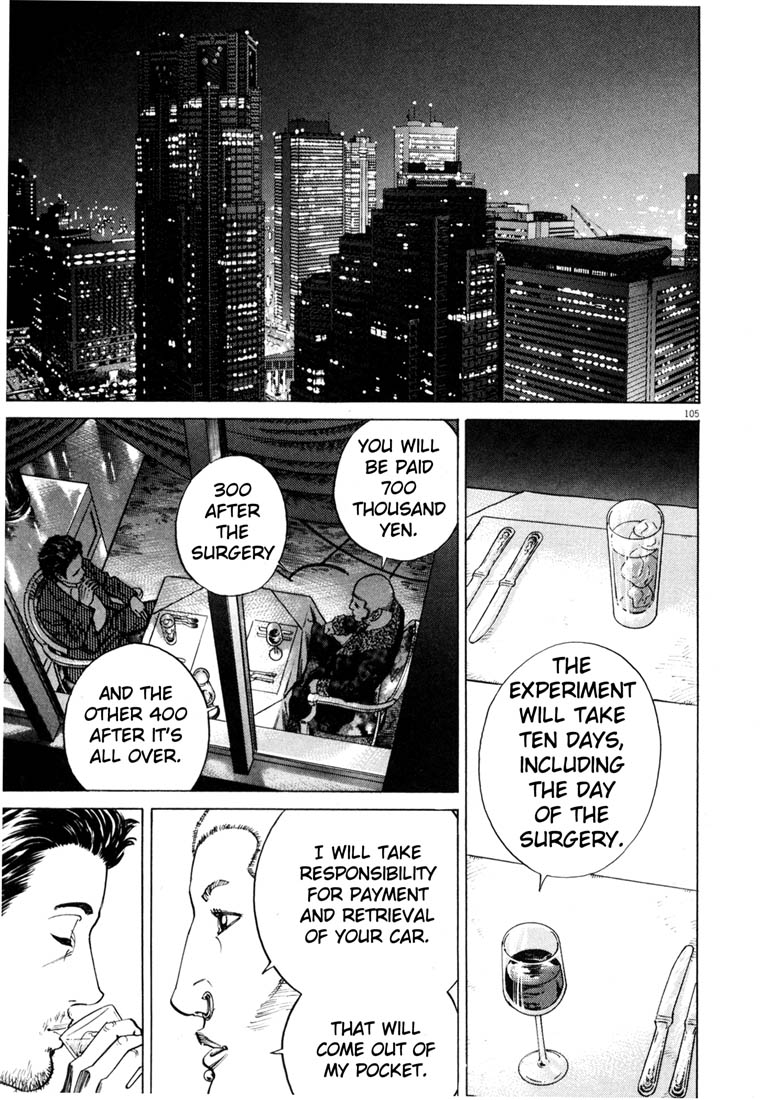 105
THE
EXPERIMENT
WILL TAKE
TEN DAYS,
INCLUDING
THE DAY
OF THE
SURGERY.
YOU WILL
BE PAID
700
THOUSAND
YEN.
300
AFTER
THE
SURGERY
AND THE
OTHER 400
AFTER IT'S
ALL OVER.
I WILL TAKE
RESPONSIBILITY
FOR PAYMENT
AND RETRIEVAL
OF YOUR CAR.
THAT WILL
COME OUT OF
MY POCKET.